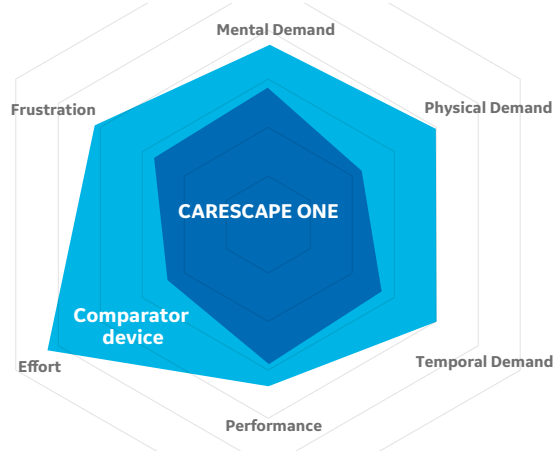 Mental Demand
Frustration
Physical Demand
CARESCAPE ONE
Comparator
device
Effort
Temporal Demand
Performance